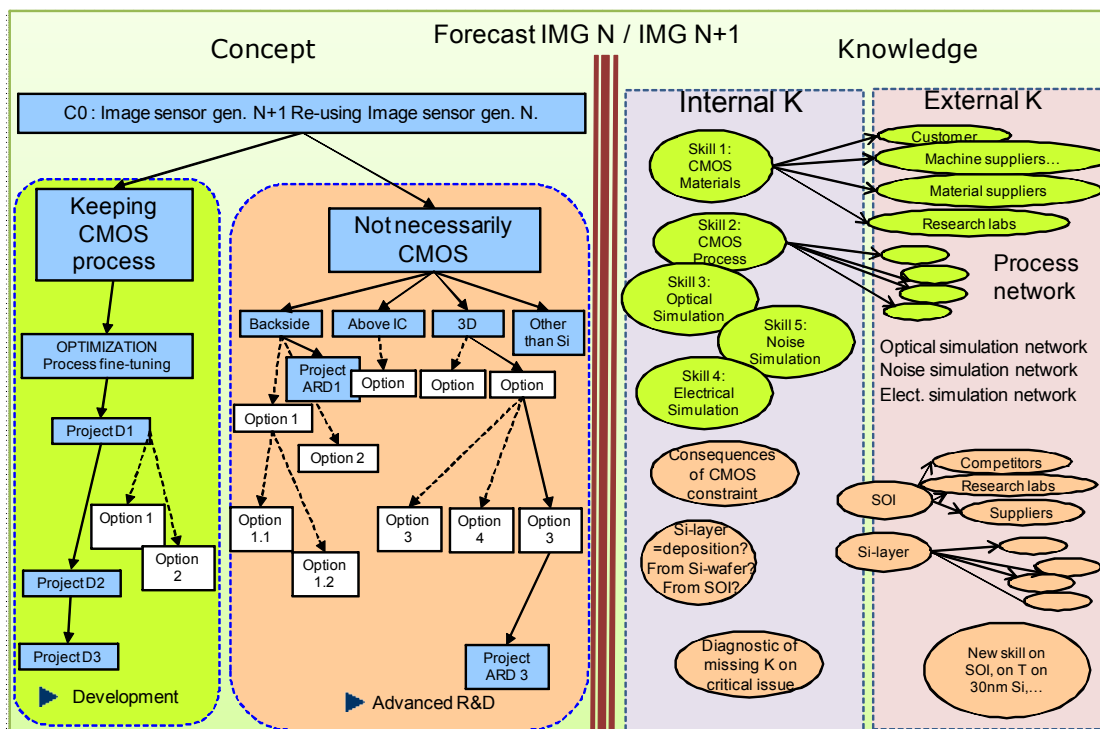 Forecast IMG N / IMG N+1
Concept
Knowledge
C0 : Image sensor gen. N+1 Re-using Image sensor gen. N.
Keeping
CMOS
process
OPTIMIZATION
Process fine-tuning
Project D1
Option 1
Option
2
Project D2
Project D3
Development
Not necessarily
CMOS
Backside
Above IC
3D
Other
than Si
Project
ARD1
Option
Option
Option
Option 1
Option 2
Option
1.1
Option
1.2
Option
3
Option
4
Option
3
Project
ARD 3
Advanced R&D
Internal K
Skill 1:
CMOS
Materials
Skill 2:
CMOS
Process
Skill 3:
Optical
Simulation
Skill 5:
Noise
Simulation
Skill 4:
Electrical
Simulation
Consequences
of CMOS
constraint
Si-layer
=deposition?
From Si-wafer?
From SOI?
Diagnostic of
missing K on
critical issue
External K
Customer
Machine suppliers…
Material suppliers
Research labs
Process
network
Optical simulation network
Noise simulation network
Elect. simulation network
Competitors
Research labs
SOI
Suppliers
Si-layer
New skill on
SOI, on T on
30nm Si,…